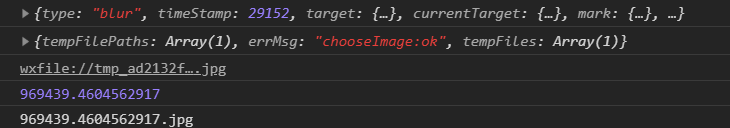 ▶ {type: "blur", timeStamp: 29152, target: {…}, currentTarget: {…}, mark: {…}, …}
▶ {tempFilePaths: Array(1), errMsg: "chooseImage:ok", tempFiles: Array(1)}
wxfile://tmp_ad2132f….jpg
969439.4604562917
969439.4604562917.jpg